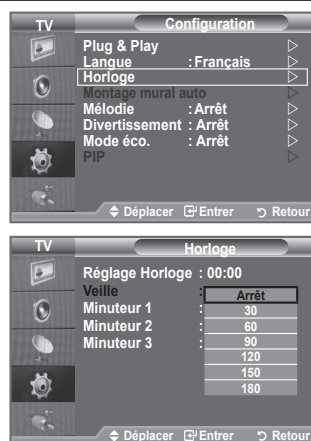 TV Configuration
Plug & Play
Langue : Français
Horloge
Montage mural auto
Mélodie : Arrêt
Divertissement : Arrêt
Mode éco. : Arrêt
PIP
Déplacer Entrer Retour
TV Horloge
Réglage Horloge : 00:00
Veille : Arrêt
Minuteur 1 : 30
Minuteur 2 : 60
Minuteur 3 : 90
120
150
180
Déplacer Entrer Retour